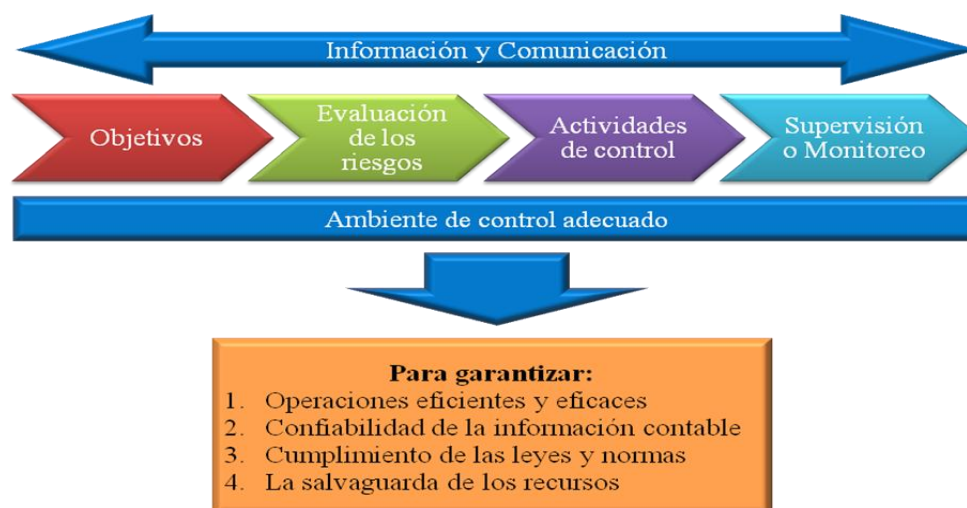 Información y Comunicación
Objetivos
Evaluación
de los
riesgos
Actividades
de control
Supervisión
o Monitoreo
Ambiente de control adecuado
Para garantizar:
1. Operaciones eficientes y eficaces
2. Confiabilidad de la información contable
3. Cumplimiento de las leyes y normas
4. La salvaguarda de los recursos